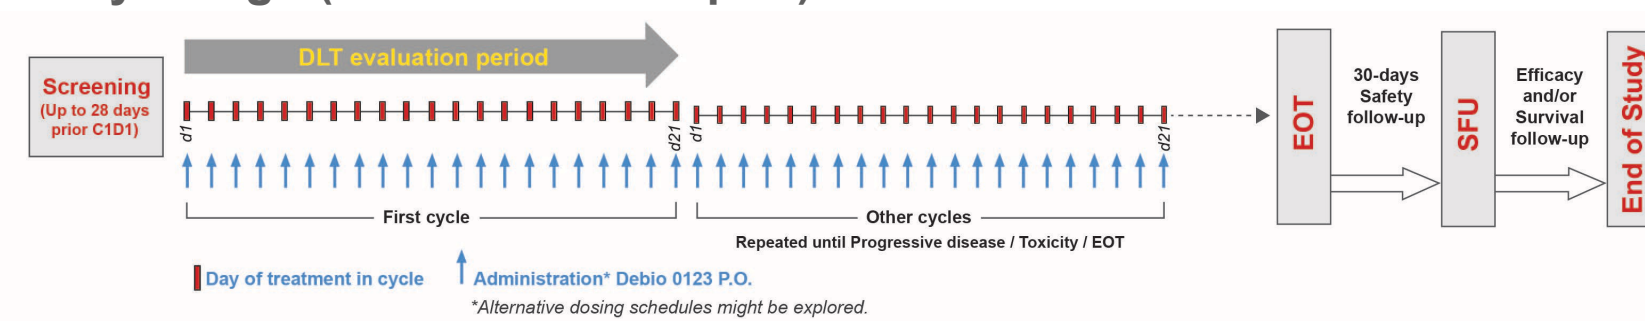 DLT evaluation period
Screening
(Up to 28 days
prior C1D1)
d1
d21
d1
d21
First cycle
Other cycles
Repeated until Progressive disease / Toxicity / EOT
EOT
30-days
Safety
follow-up
SFU
Efficacy
and/or
Survival
follow-up
End of Study
Day of treatment in cycle
Administration* Debio 0123 P.O.
*Alternative dosing schedules might be explored.